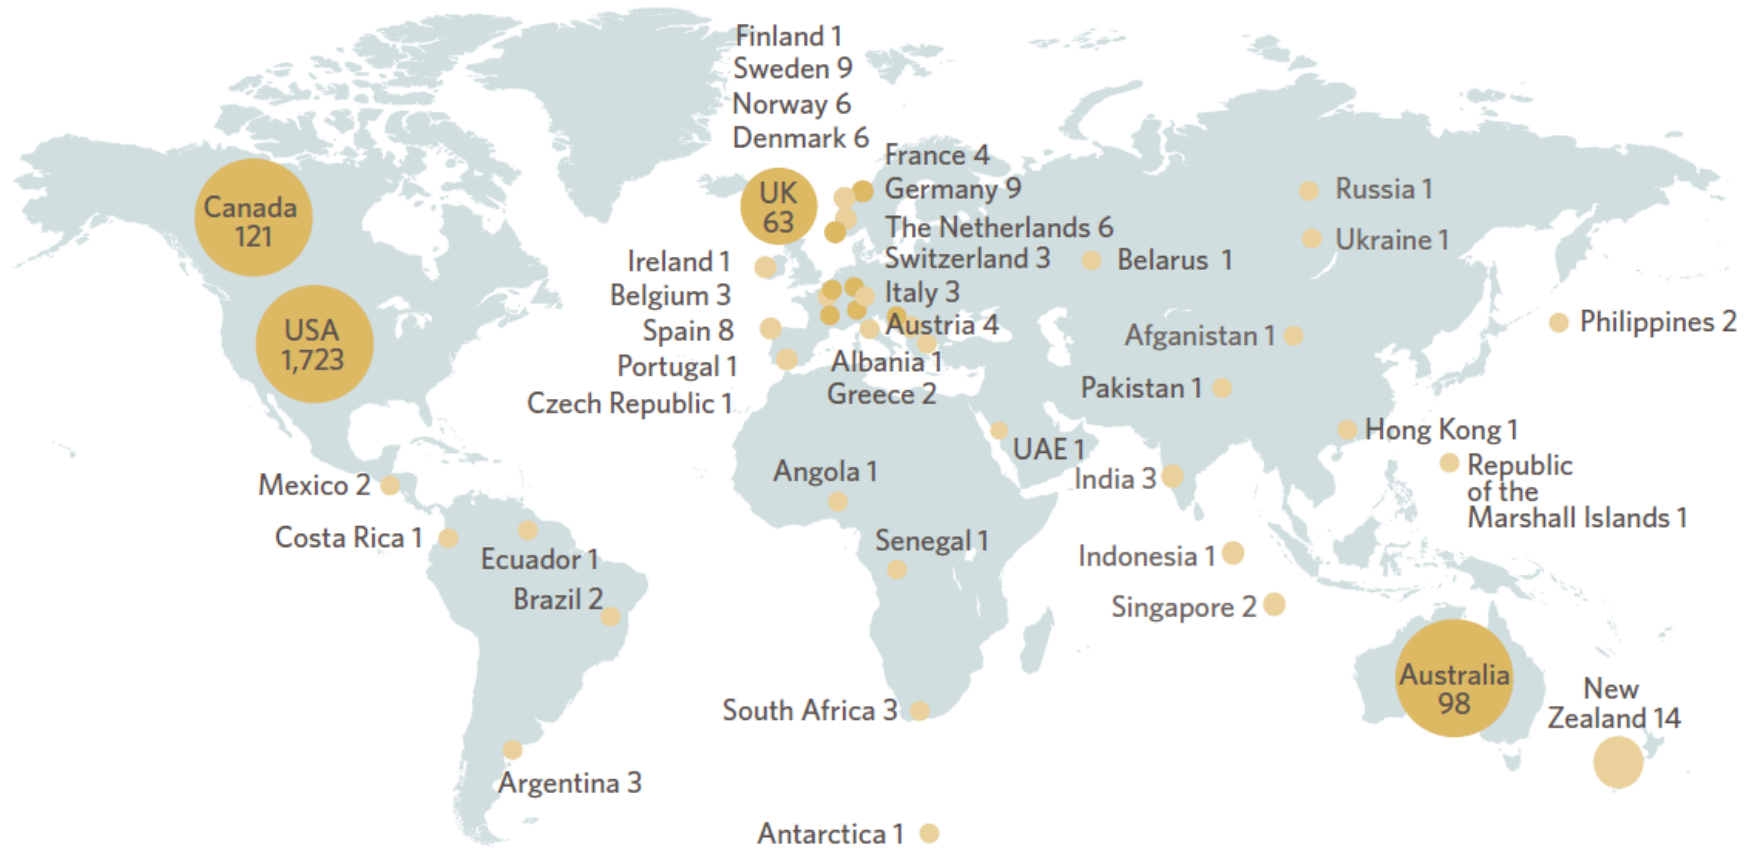 Finland 1
Sweden 9
Norway 6
Denmark 6
France 4
Germany 9
The Netherlands 6
Switzerland 3
Italy 3
Austria 4
Albania 1
Greece 2
UK
63
Ireland 1
Belgium 3
Spain 8
Portugal 1
Czech Republic 1
Canada
121
USA
1,723
Mexico 2
Costa Rica 1
Ecuador 1
Brazil 2
Argentina 3
Angola 1
Senegal 1
South Africa 3
Antarctica 1
Russia 1
Ukraine 1
Belarus 1
Afganistan 1
Pakistan 1
UAE 1
India 3
Indonesia 1
Singapore 2
Philippines 2
Hong Kong 1
Republic
of the
Marshall Islands 1
Australia
98
New
Zealand 14